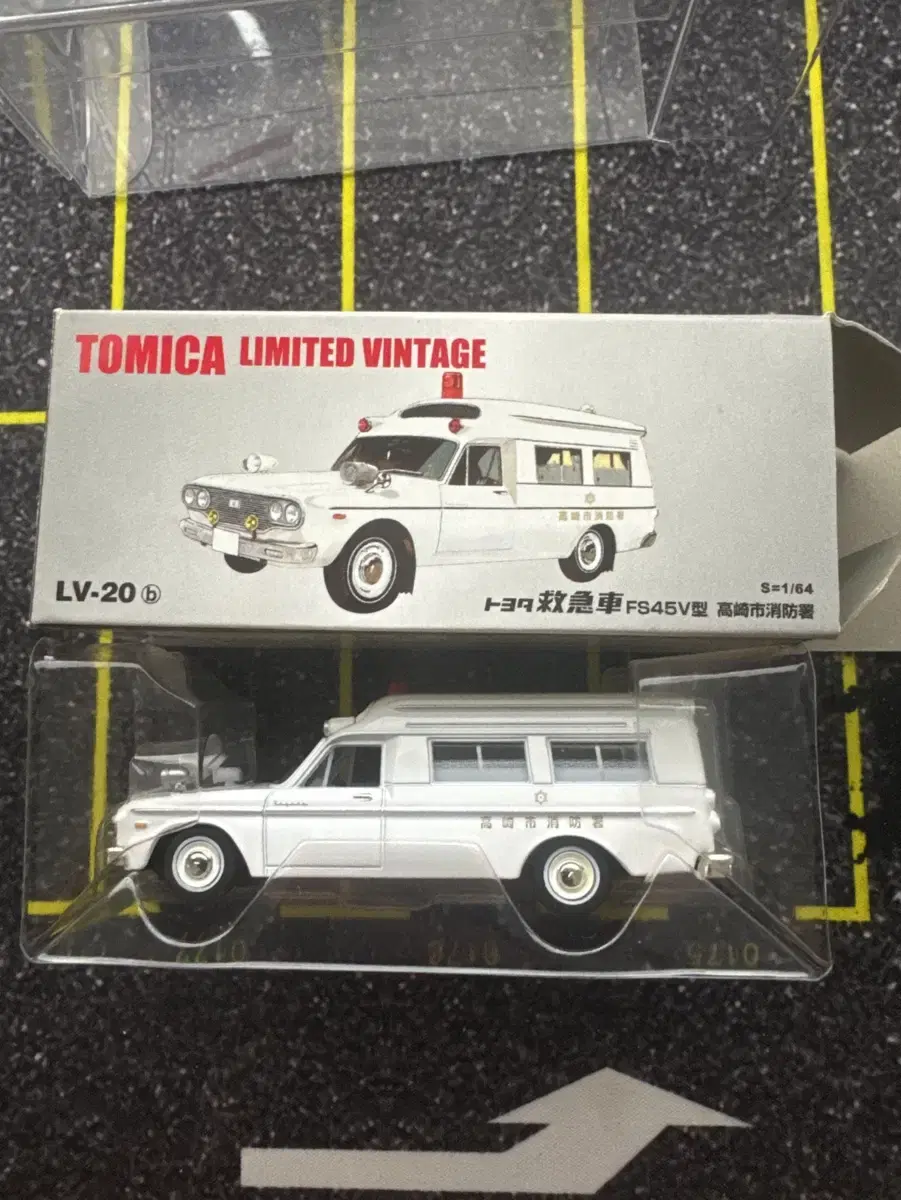 TOMICA LIMITED VINTAGE
高崎市消防署
LV-20 ⓑ
S=1/64
トヨタ 救急車 FS45V型 高崎市消防署
高崎市消防署
0175